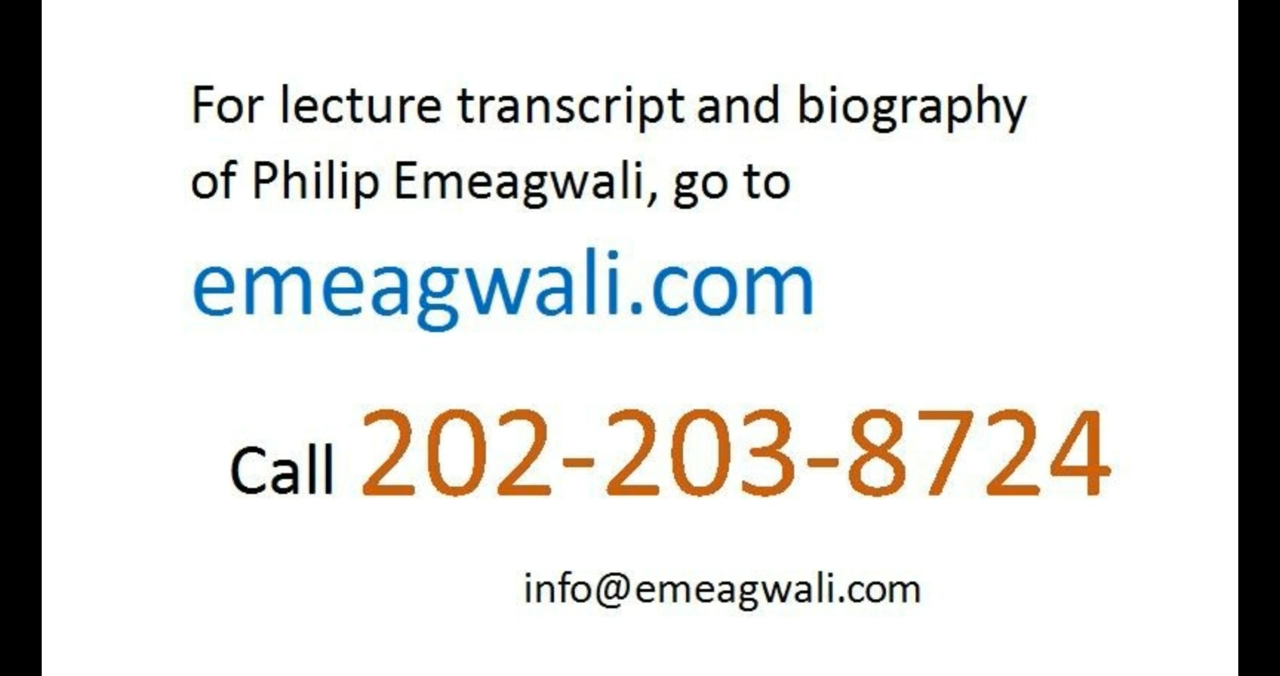 For lecture transcript and biography
of Philip Emeagwali, go to
emeagwali.com
Call 202-203-8724
info@emeagwali.com